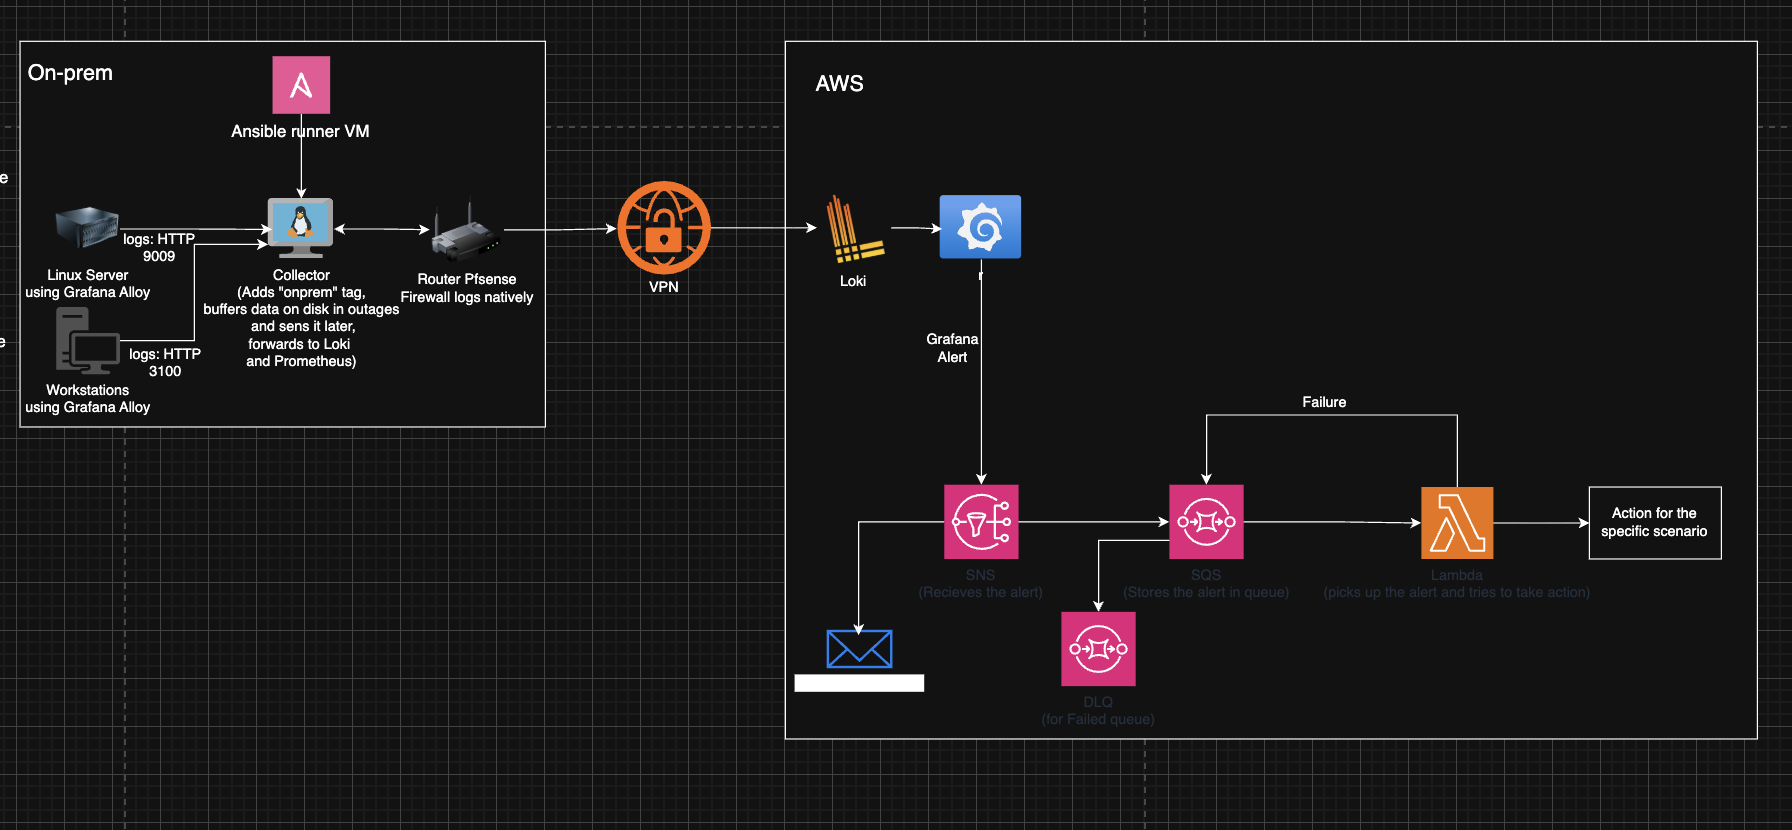 On-prem
Ansible runner VM
e
logs: HTTP
9009
Linux Server
using Grafana Alloy
Collector
(Adds "onprem" tag,
buffers data on disk in outages
and sens it later,
forwards to Loki
and Prometheus)
Router Pfsense
Firewall logs natively
e
logs: HTTP
3100
Workstations
using Grafana Alloy
VPN
AWS
Loki
Grafana
Alert
Failure
SNS
(Recieves the alert)
SQS
(Stores the alert in queue)
Lambda
(picks up the alert and tries to take action)
Action for the
specific scenario
DLQ
(for Failed queue)